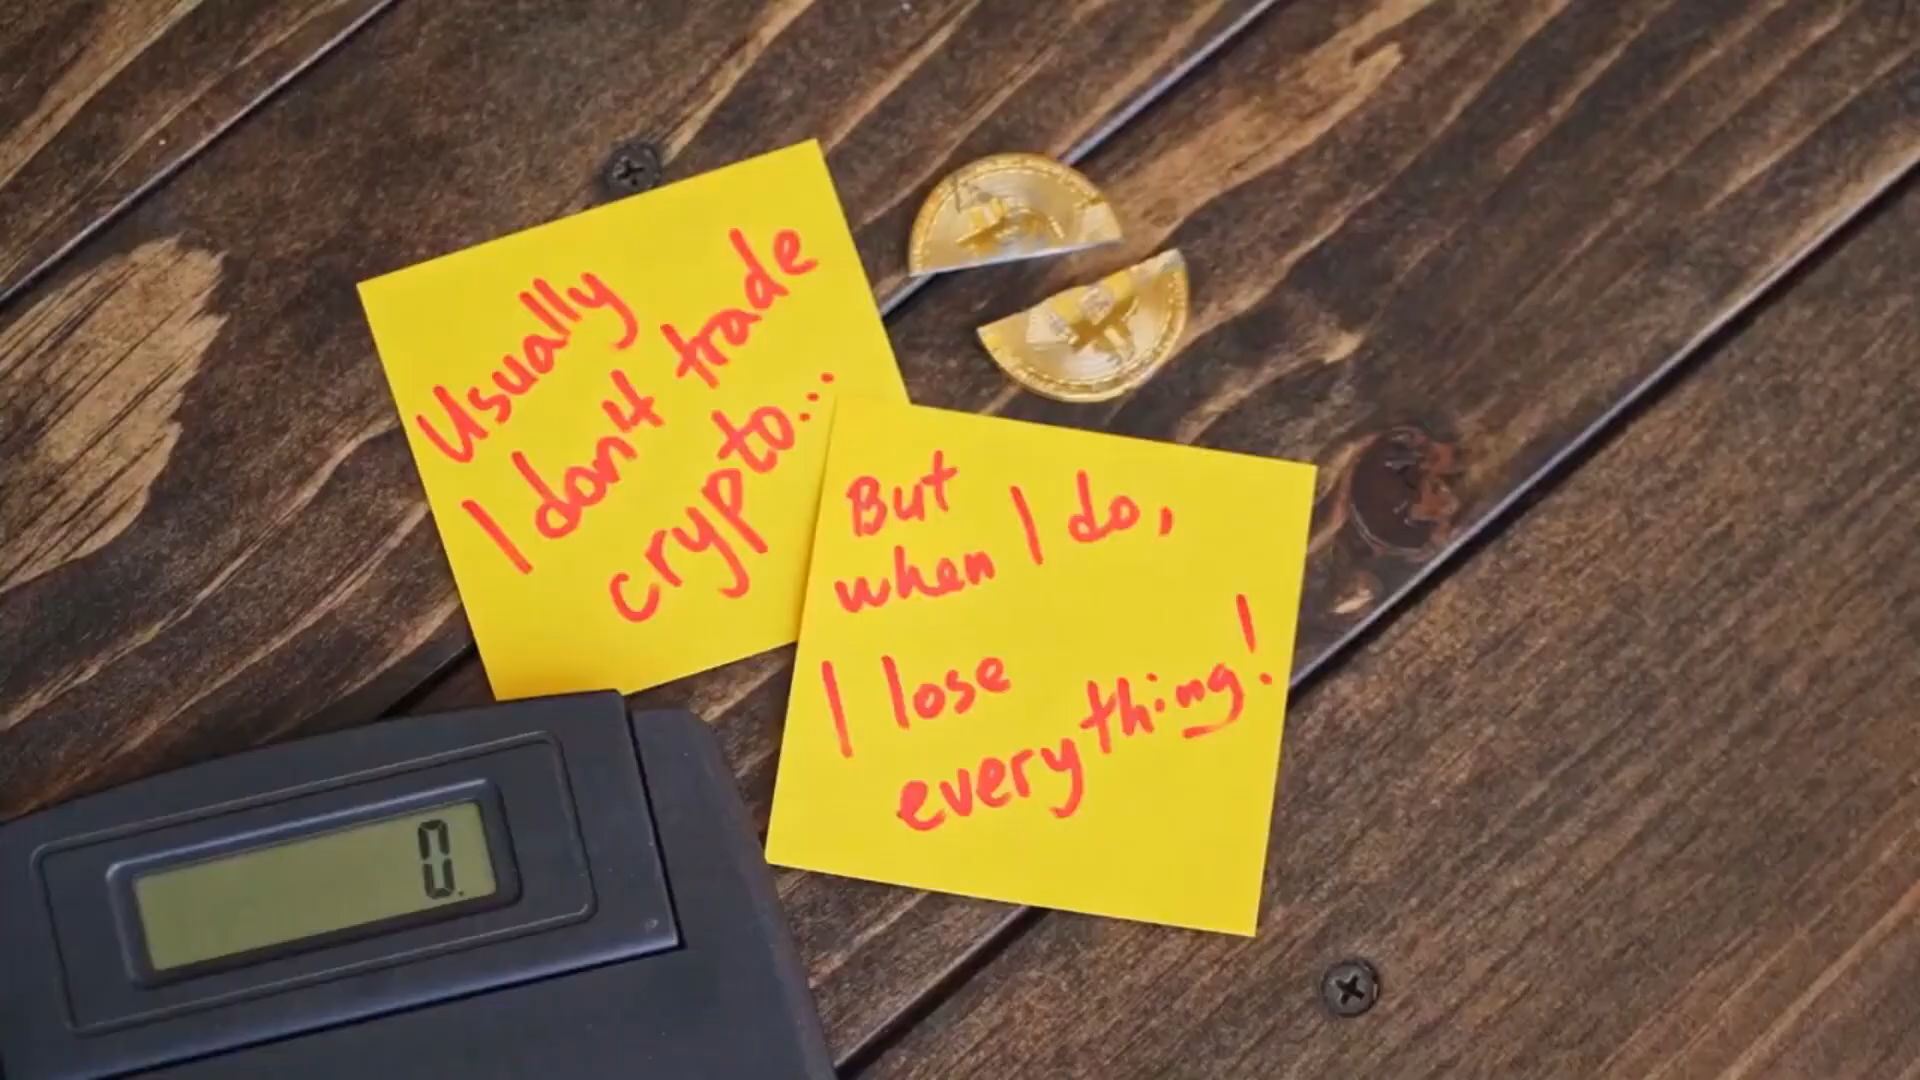 Usually
I don't trade
crypto...
But
when I do,
I lose
everything!
0.